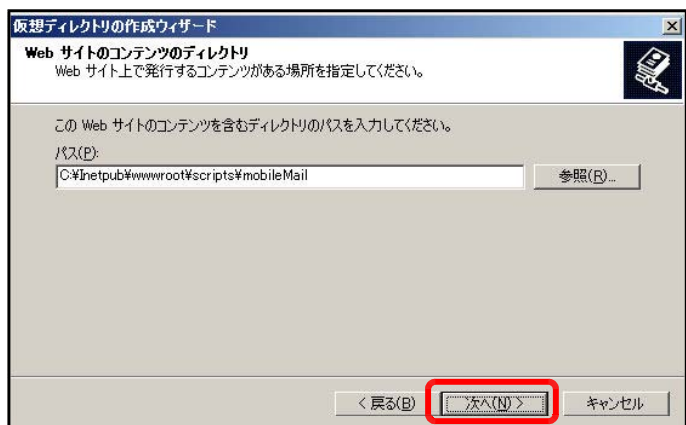 仮想ディレクトリの作成ウィザード
Web サイトのコンテンツのディレクトリ
Web サイト上で発行するコンテンツがある場所を指定してください。
この Web サイトのコンテンツを含むディレクトリのパスを入力してください。
パス(P):
C:¥Inetpub¥wwwroot¥scripts¥mobileMail
参照(R)...
< 戻る(B)
次へ(N) >
キャンセル